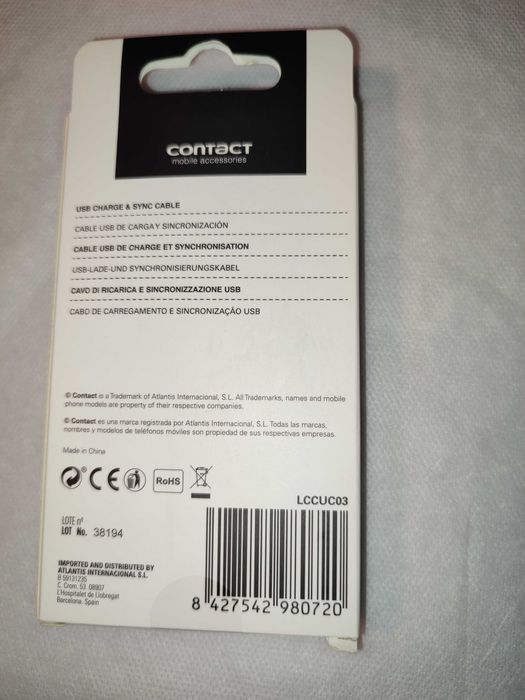 contact
mobile accessories
USB CHARGE & SYNC CABLE
CABLE USB DE CARGA Y SINCRONIZACIÓN
CABLE USB DE CHARGE ET SYNCHRONISATION
USB-LADE-UND SYNCHRONISIERUNGSKABEL
CAVO DI RICARICA E SINCRONIZZAZIONE USB
CABO DE CARREGAMENTO E SINCRONIZAÇÃO USB
© Contact is a Trademark of Atlantis Internacional, S.L. All Trademarks, names and mobile
phone models are property of their respective companies.
© Contact es una marca registrada por Atlantis Internacional, S.L. Todas las marcas,
nombres y modelos de teléfonos móviles son propiedad de sus respectivas empresas.
Made in China
CE RoHS
LCCUC03
LOTE nº
LOT No. 38194
IMPORTED AND DISTRIBUTED BY
ATLANTIS INTERNACIONAL S.L.
B 59131235
C. Crom, 53. 08907
L'Hospitalet de Llobregat
Barcelona. Spain
8 427542 980720